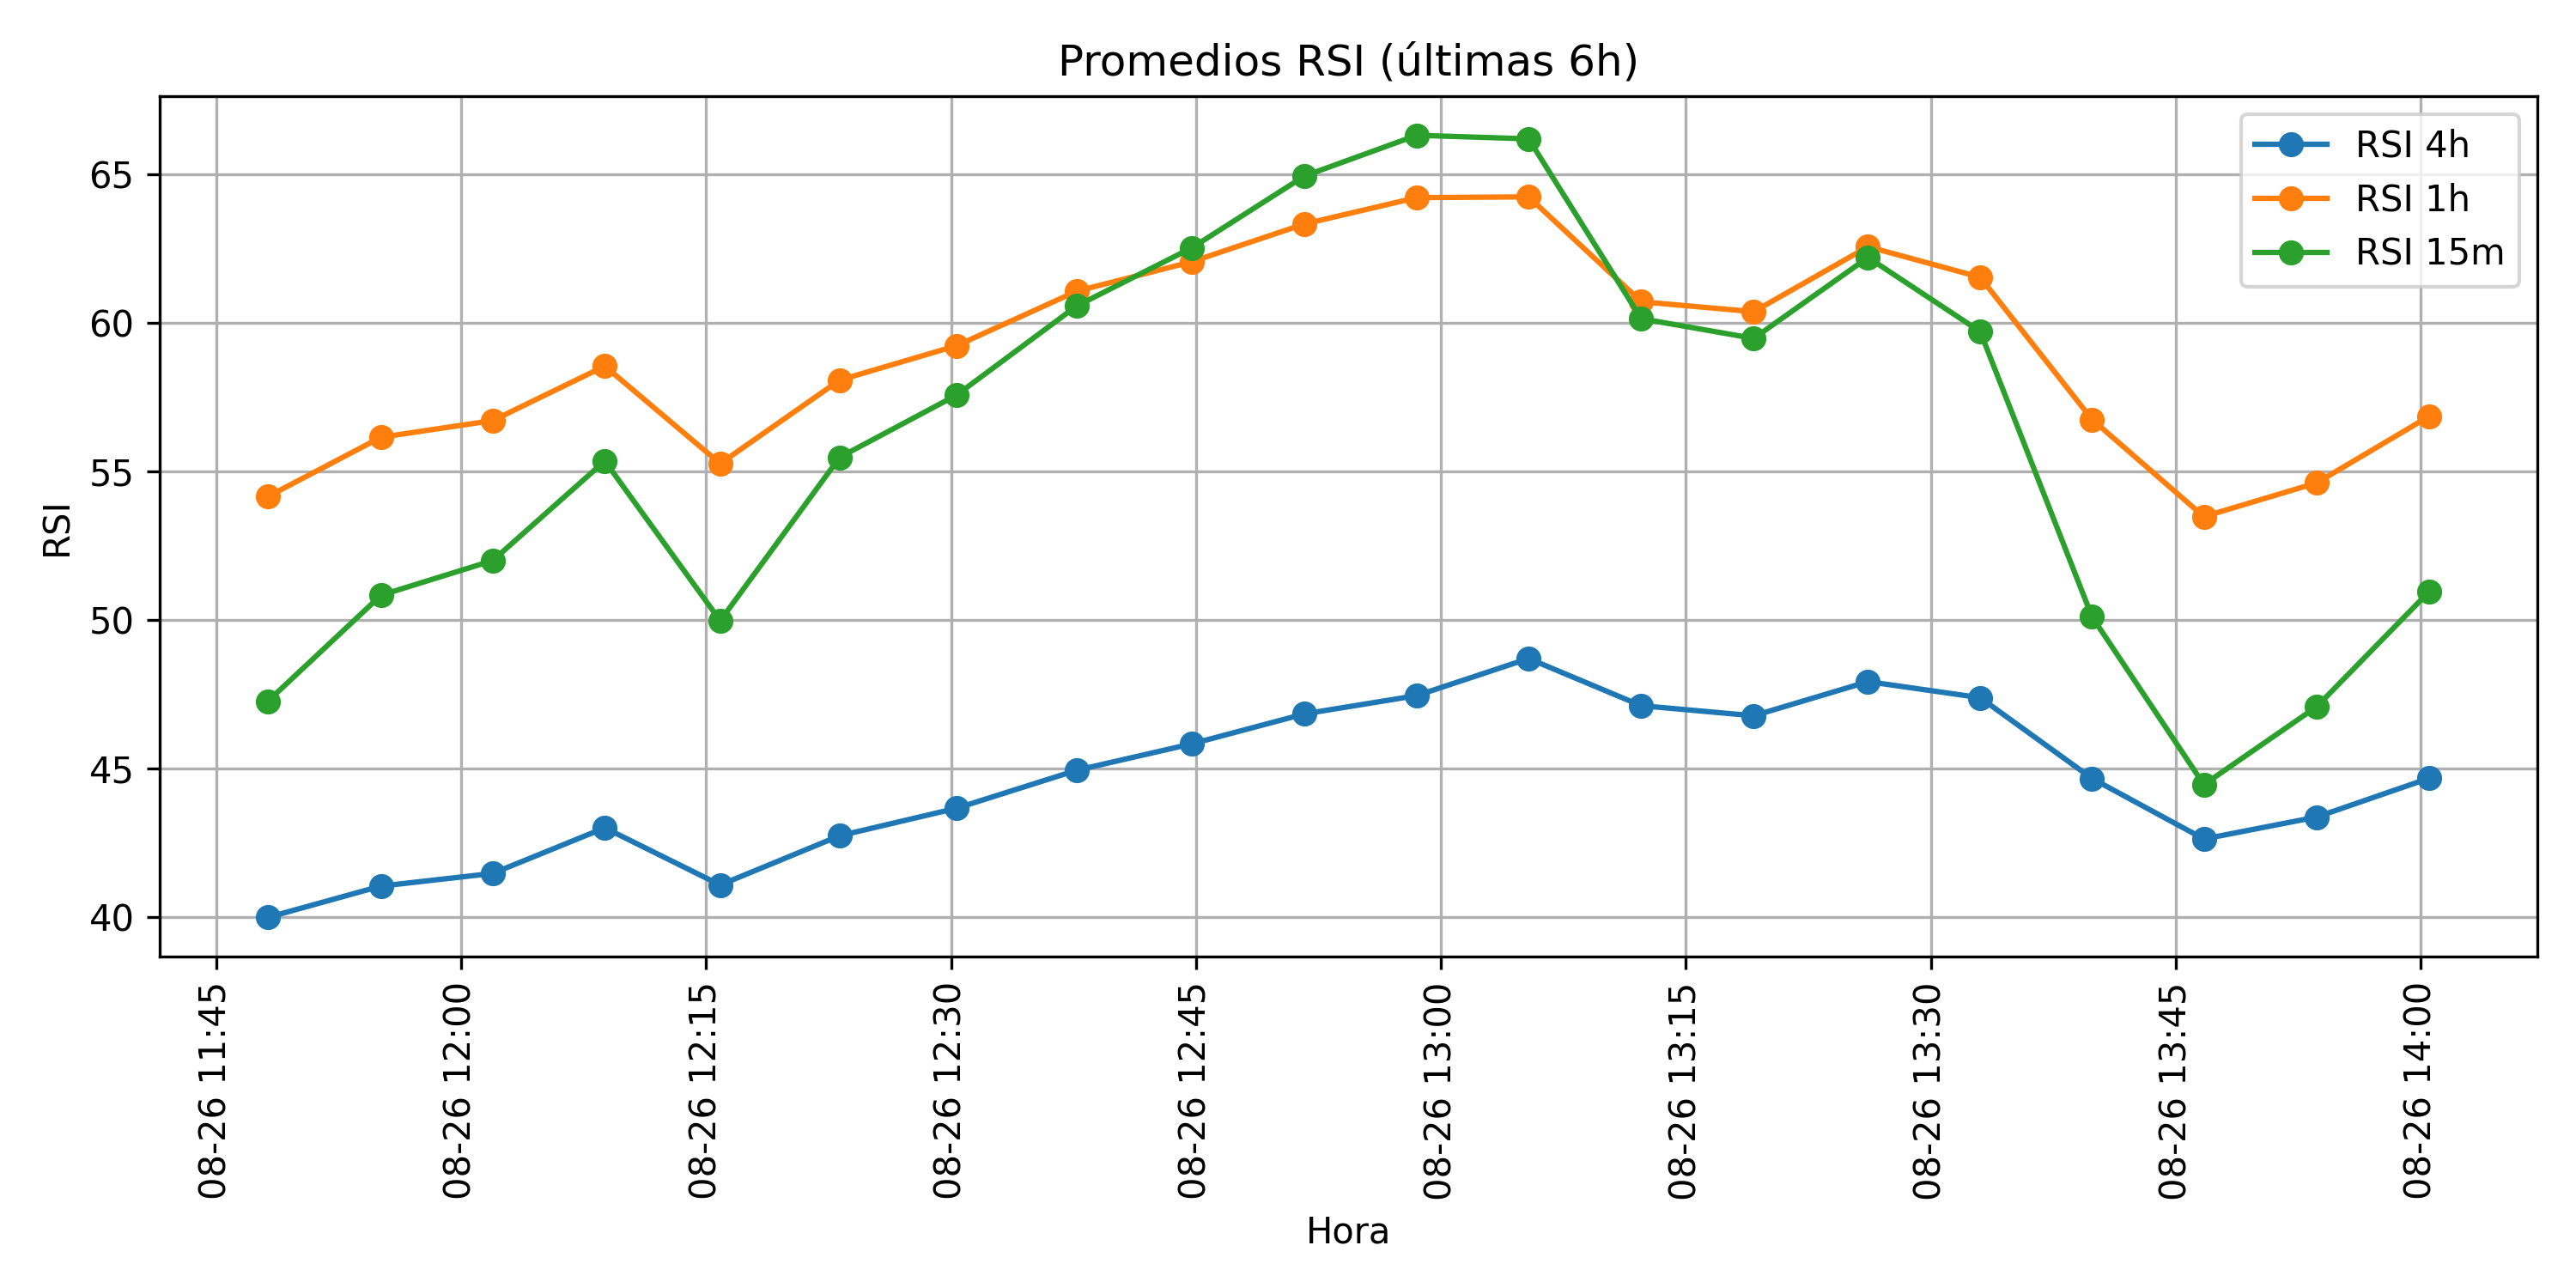 Promedios RSI (últimas 6h)
RSI 4h
RSI 1h
RSI 15m
RSI
65
60
55
50
45
40
08-26 11:45
08-26 12:00
08-26 12:15
08-26 12:30
08-26 12:45
08-26 13:00
08-26 13:15
08-26 13:30
08-26 13:45
08-26 14:00
Hora